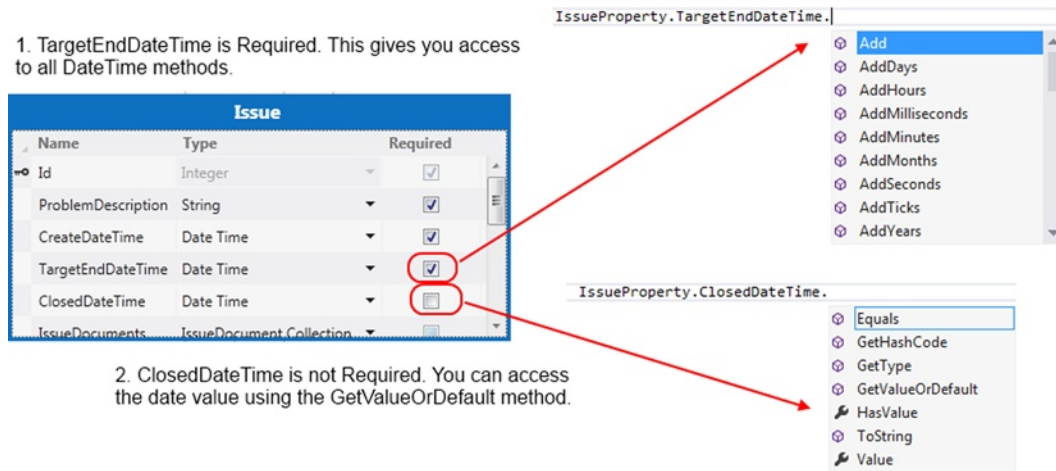 IssueProperty.TargetEndDateTime.
1. TargetEndDateTime is Required. This gives you access
to all DateTime methods.
Add
AddDays
AddHours
AddMilliseconds
AddMinutes
AddMonths
AddSeconds
AddTicks
AddYears
Issue
Name Type Required
Id Integer
ProblemDescription String
CreateDateTime Date Time
TargetEndDateTime Date Time
ClosedDateTime Date Time
IssueDocuments IssueDocument Collection
IssueProperty.ClosedDateTime.
Equals
GetHashCode
GetType
GetValueOrDefault
HasValue
ToString
Value
2. ClosedDateTime is not Required. You can access
the date value using the GetValueOrDefault method.